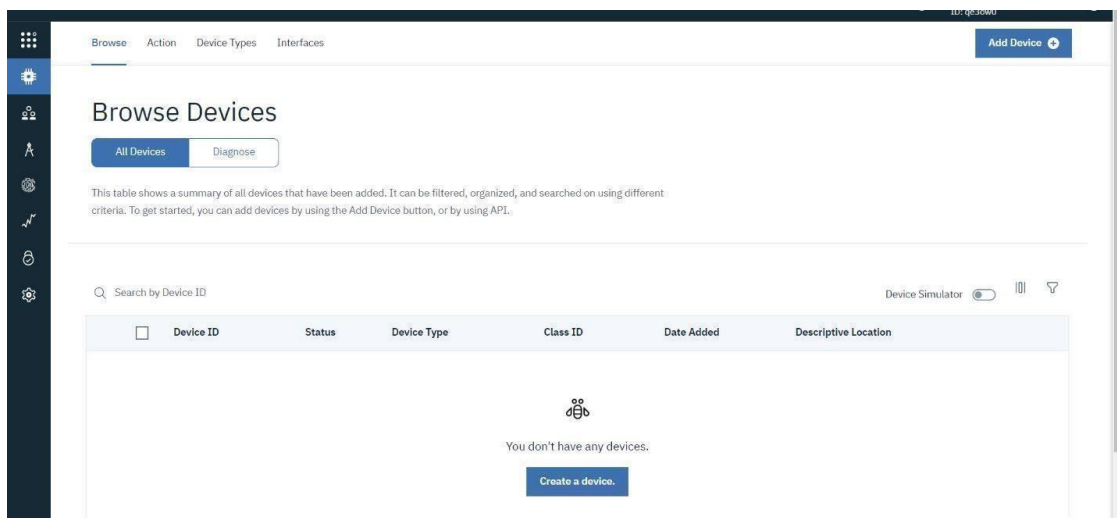 ID: qe3ow0
Browse Action Device Types Interfaces
Add Device
Browse Devices
All Devices Diagnose
This table shows a summary of all devices that have been added. It can be filtered, organized, and searched on using different
criteria. To get started, you can add devices by using the Add Device button, or by using API.
Search by Device ID
Device Simulator
Device ID Status Device Type Class ID Date Added Descriptive Location
You don't have any devices.
Create a device.